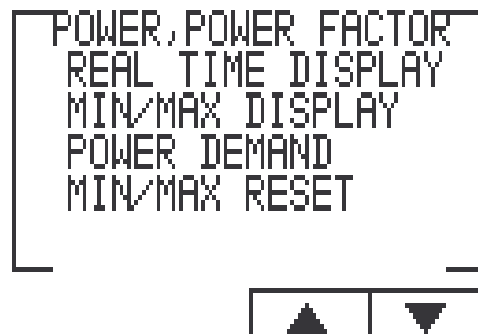 POWER,POWER FACTOR
REAL TIME DISPLAY
MIN/MAX DISPLAY
POWER DEMAND
MIN/MAX RESET